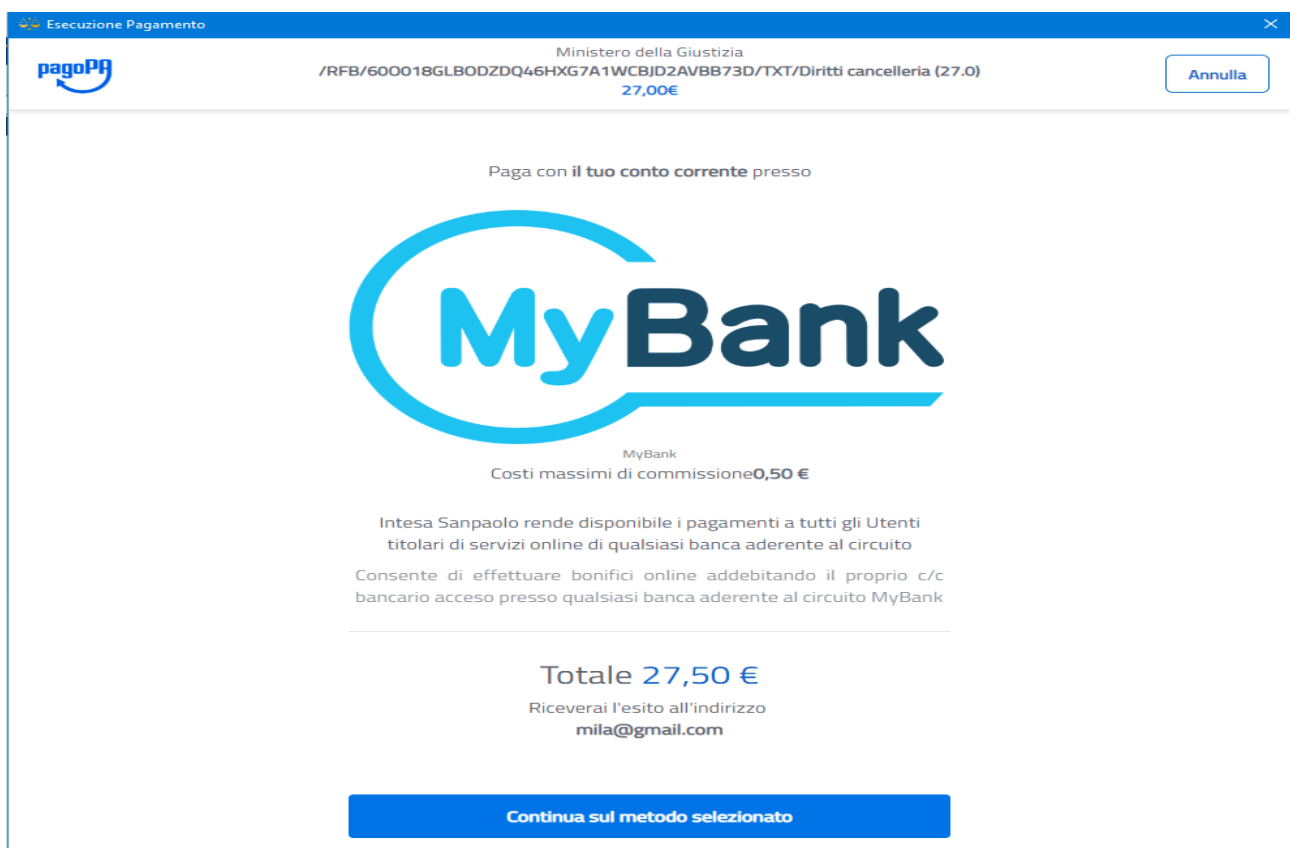 Esecuzione Pagamento
pagoPA
Ministero della Giustizia
/RFB/60O018GLBODZDQ46HXG7A1WCBJD2AVBB73D/TXT/Diritti cancelleria (27.0)
27,00€
Annulla
Paga con il tuo conto corrente presso
MyBank
MyBank
Costi massimi di commissione0,50 €
Intesa Sanpaolo rende disponibile i pagamenti a tutti gli Utenti
titolari di servizi online di qualsiasi banca aderente al circuito
Consente di effettuare bonifici online addebitando il proprio c/c
bancario acceso presso qualsiasi banca aderente al circuito MyBank
Totale 27,50 €
Riceverai l'esito all'indirizzo
mila@gmail.com
Continua sul metodo selezionato